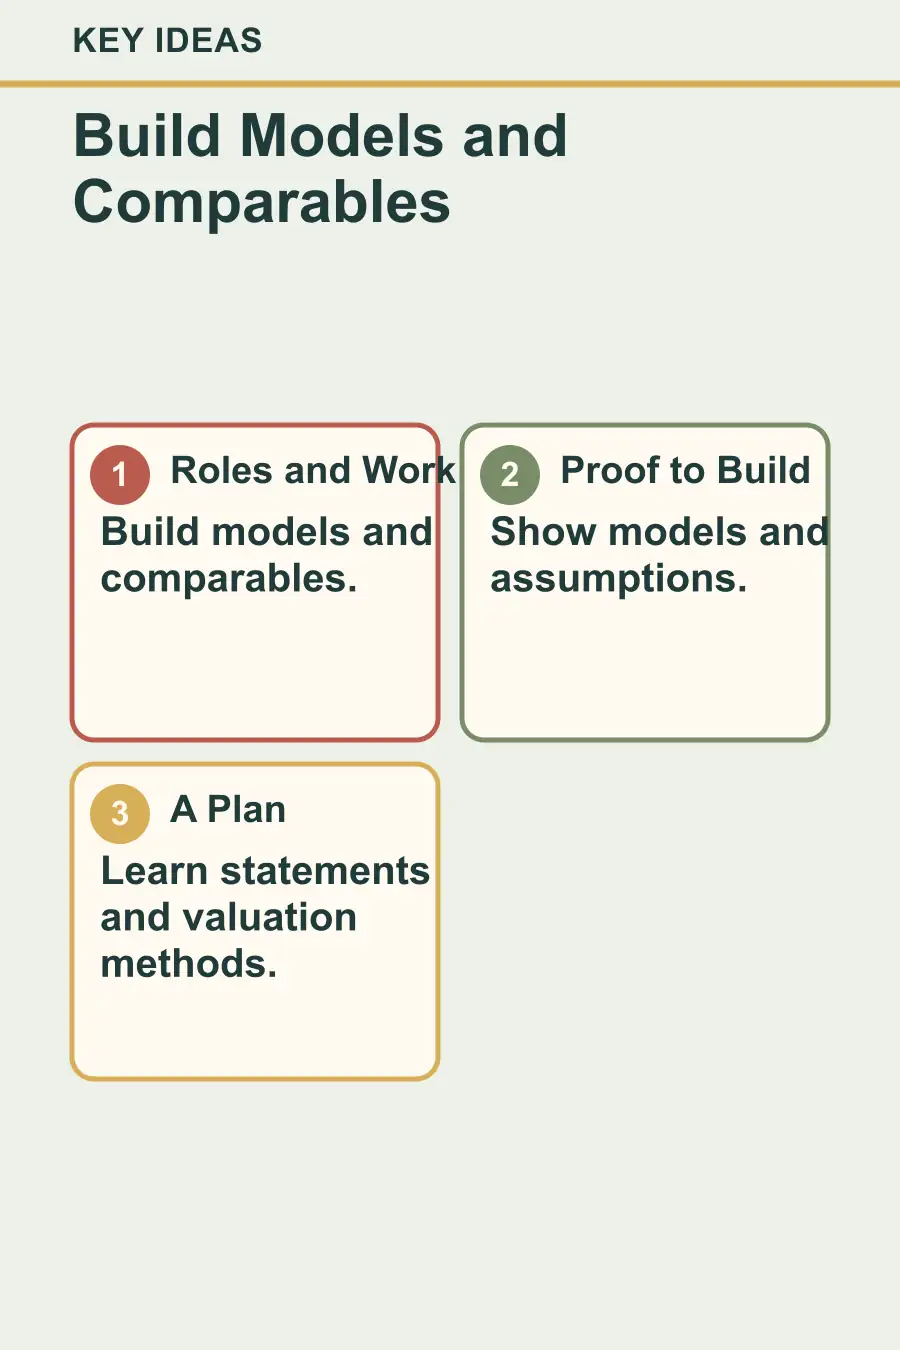 KEY IDEAS
Build Models and
Comparables
1 Roles and Work
Build models and
comparables.
2 Proof to Build
Show models and
assumptions.
3 A Plan
Learn statements
and valuation
methods.